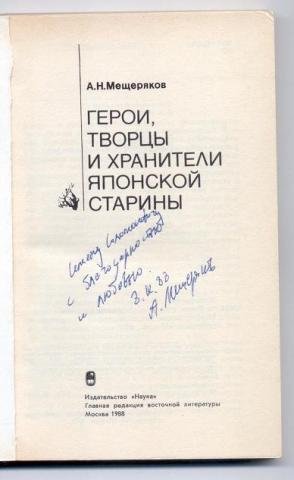 А.Н.Мещеряков
ГЕРОИ,
ТВОРЦЫ
И ХРАНИТЕЛИ
ЯПОНСКОЙ
СТАРИНЫ
с благодарностью
и любовью.
А. Мещеряков
Издательство «Наука»
Главная редакция восточной литературы
Москва 1988